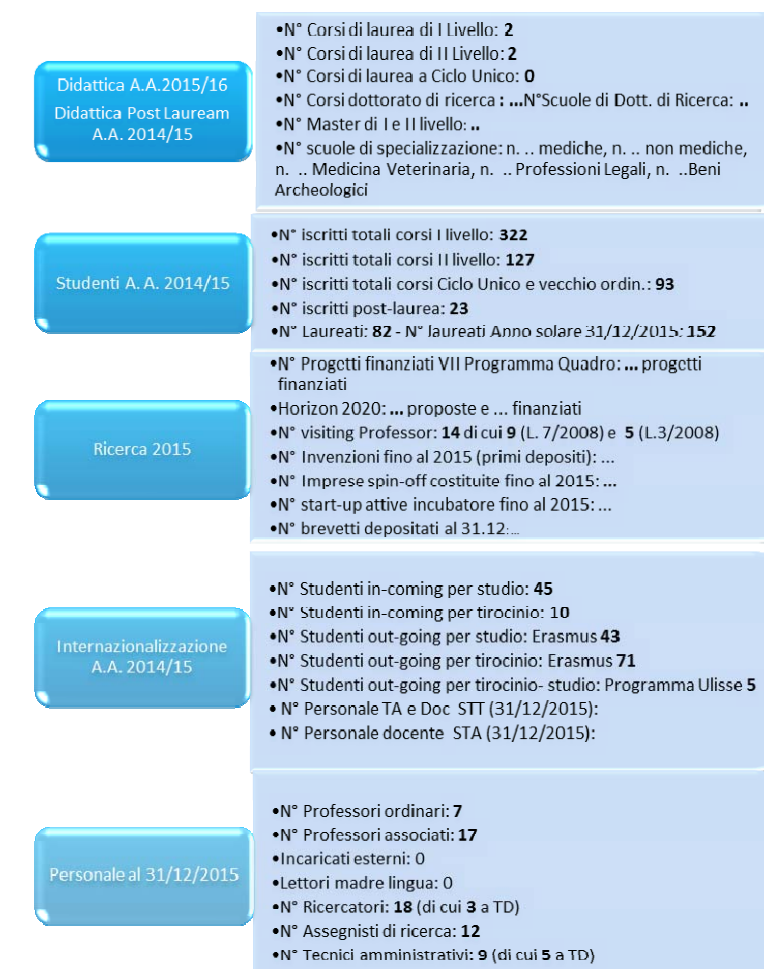 Didattica A.A.2015/16
Didattica Post Lauream
A.A. 2014/15
•N° Corsi di laurea di I Livello: 2
•N° Corsi di laurea di II Livello: 2
•N° Corsi di laurea a Ciclo Unico: 0
•N° Corsi dottorato di ricerca : ...N°Scuole di Dott. di Ricerca: ..
•N° Master di I e II livello: ..
•N° scuole di specializzazione: n. .. mediche, n. .. non mediche,
n. .. Medicina Veterinaria, n. .. Professioni Legali, n. ..Beni
Archeologici
Studenti A. A. 2014/15
•N° iscritti totali corsi I livello: 322
•N° iscritti totali corsi II livello: 127
•N° iscritti totali corsi Ciclo Unico e vecchio ordin.: 93
•N° iscritti post-laurea: 23
•N° Laureati: 82 - N° laureati Anno solare 31/12/2015: 152
Ricerca 2015
•N° Progetti finanziati VII Programma Quadro: ... progetti
finanziati
•Horizon 2020: ... proposte e ... finanziati
•N° visiting Professor: 14 di cui 9 (L. 7/2008) e 5 (L.3/2008)
•N° Invenzioni fino al 2015 (primi depositi): ...
•N° Imprese spin-off costituite fino al 2015: ...
•N° start-up attive incubatore fino al 2015: ...
•N° brevetti depositati al 31.12:...
Internazionalizzazione
A.A. 2014/15
•N° Studenti in-coming per studio: 45
•N° Studenti in-coming per tirocinio: 10
•N° Studenti out-going per studio: Erasmus 43
•N° Studenti out-going per tirocinio: Erasmus 71
•N° Studenti out-going per tirocinio- studio: Programma Ulisse 5
• N° Personale TA e Doc STT (31/12/2015):
• N° Personale docente STA (31/12/2015):
Personale al 31/12/2015
•N° Professori ordinari: 7
•N° Professori associati: 17
•Incaricati esterni: 0
•Lettori madre lingua: 0
•N° Ricercatori: 18 (di cui 3 a TD)
•N° Assegnisti di ricerca: 12
•N° Tecnici amministrativi: 9 (di cui 5 a TD)